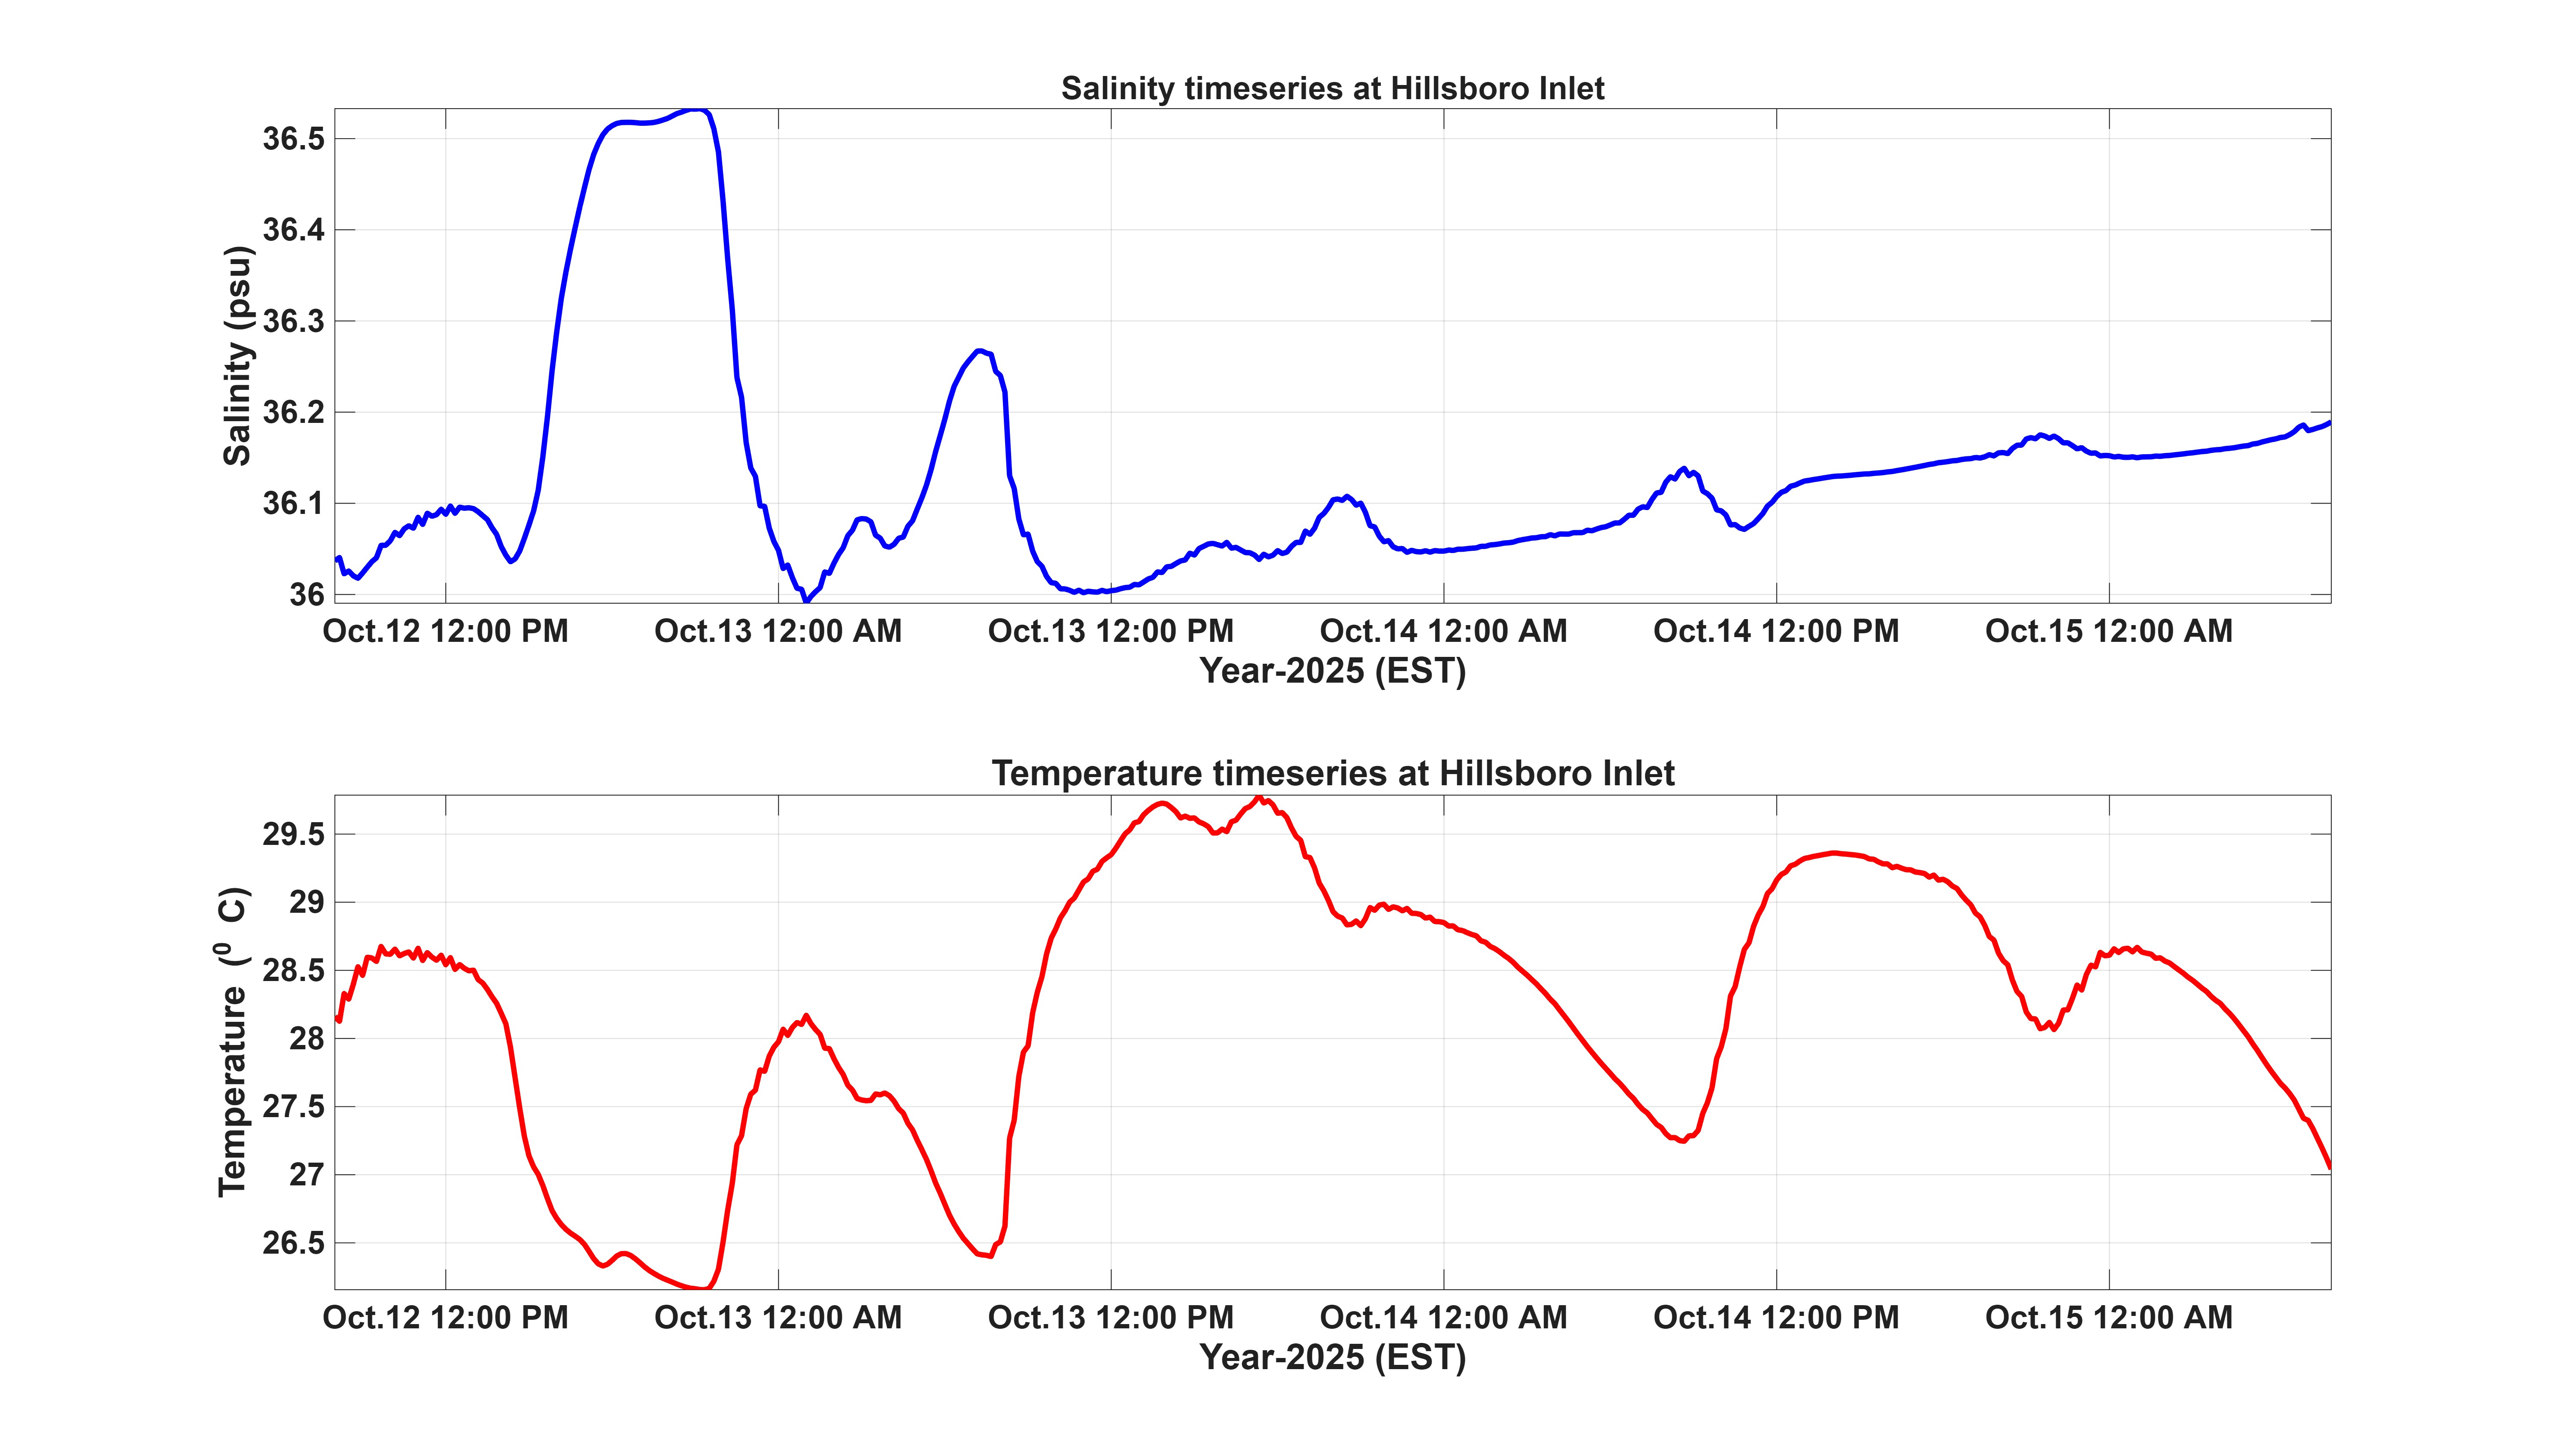 Salinity timeseries at Hillsboro Inlet
Salinity (psu)
36.5
36.4
36.3
36.2
36.1
36
Oct.12 12:00 PM Oct.13 12:00 AM Oct.13 12:00 PM Oct.14 12:00 AM Oct.14 12:00 PM Oct.15 12:00 AM
Year-2025 (EST)
Temperature timeseries at Hillsboro Inlet
Temperature (⁰ C)
29.5
29
28.5
28
27.5
27
26.5
Oct.12 12:00 PM Oct.13 12:00 AM Oct.13 12:00 PM Oct.14 12:00 AM Oct.14 12:00 PM Oct.15 12:00 AM
Year-2025 (EST)